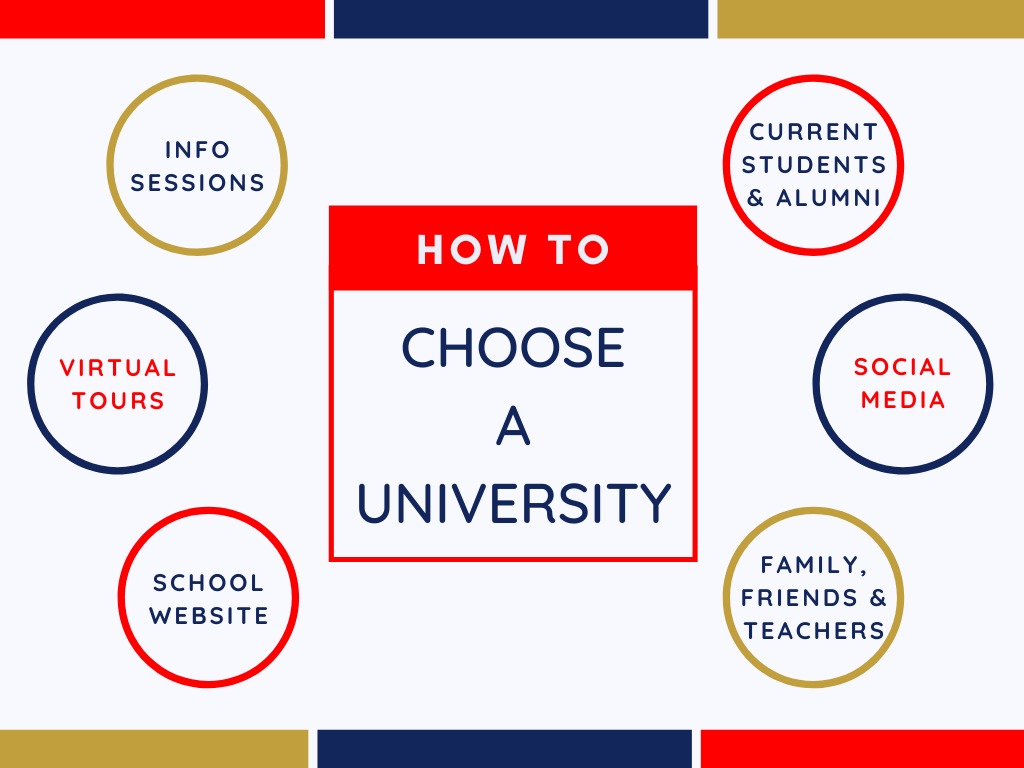 INFO
SESSIONS
CURRENT
STUDENTS
& ALUMNI
HOW TO
CHOOSE
A
UNIVERSITY
VIRTUAL
TOURS
SOCIAL
MEDIA
SCHOOL
WEBSITE
FAMILY,
FRIENDS &
TEACHERS